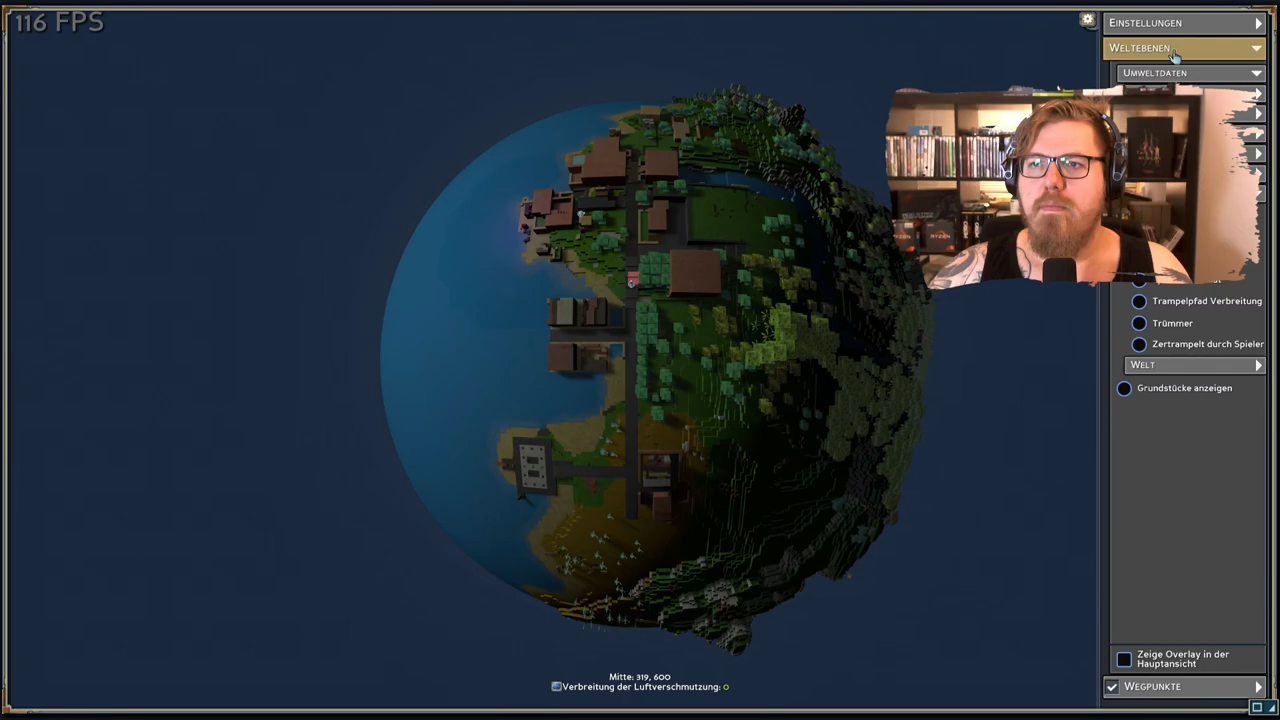 116 FPS
EINSTELLUNGEN
WELTEBENEN
UMWELTDATEN
Trampelpfad Verbreitung
Trümmer
Zertrampelt durch Spieler
WELT
Grundstücke anzeigen
Zeige Overlay in der
Hauptansicht
WEGPUNKTE
Mitte: 319, 600
Verbreitung der Luftverschmutzung: 0